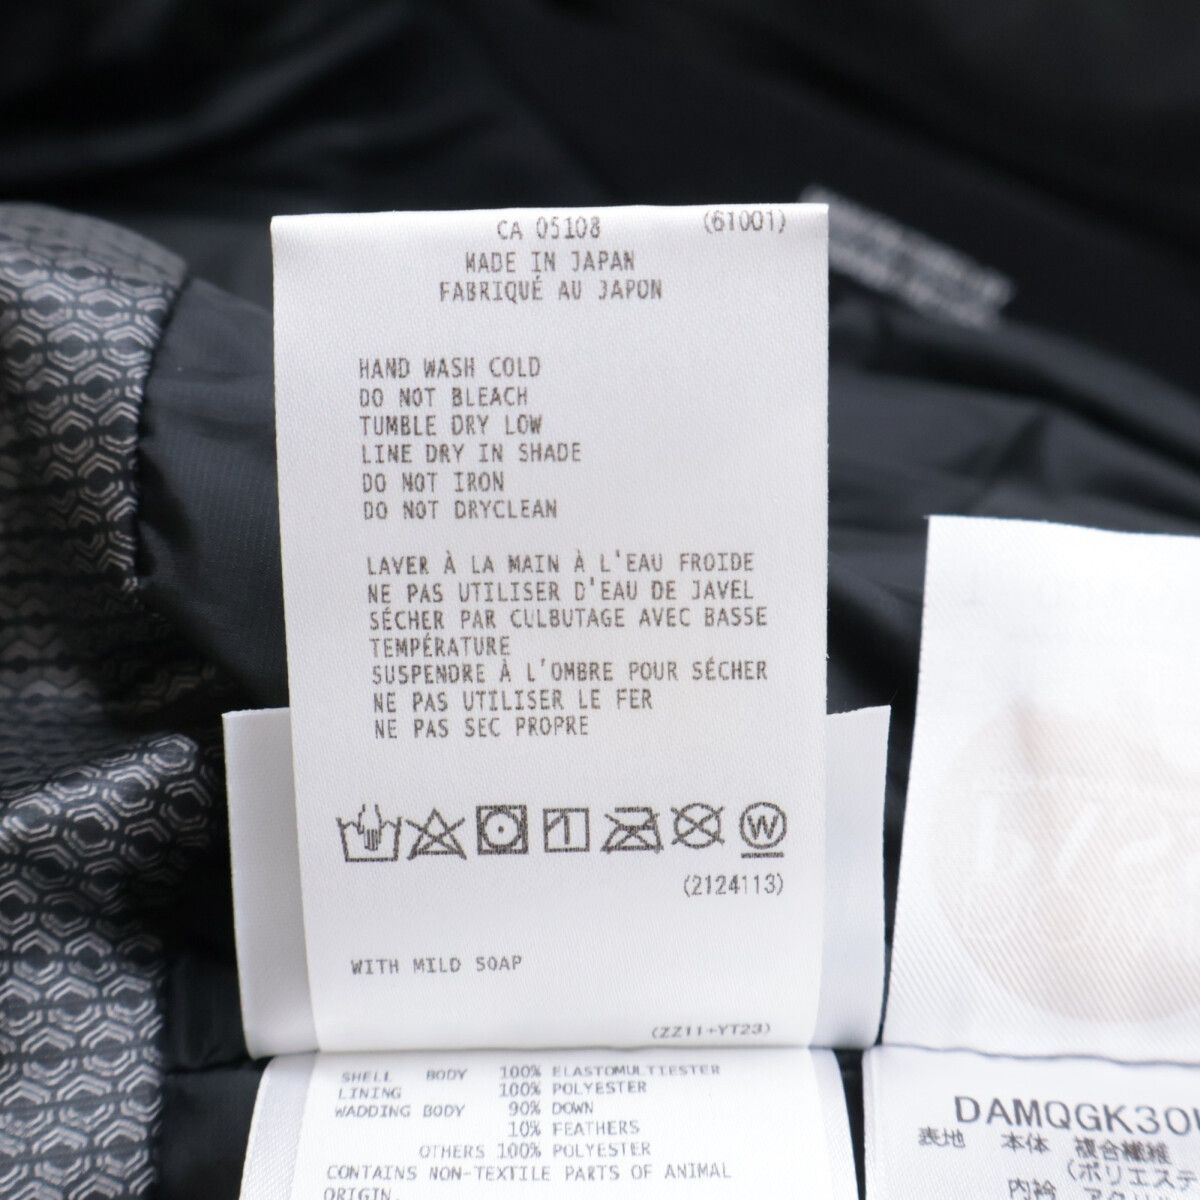 CA 05108 (61001)
MADE IN JAPAN
FABRIQUÉ AU JAPON
HAND WASH COLD
DO NOT BLEACH
TUMBLE DRY LOW
LINE DRY IN SHADE
DO NOT IRON
DO NOT DRYCLEAN
LAVER À LA MAIN À L'EAU FROIDE
NE PAS UTILISER D'EAU DE JAVEL
SÉCHER PAR CULBUTAGE AVEC BASSE
TEMPÉRATURE
SUSPENDRE À L'OMBRE POUR SÉCHER
NE PAS UTILISER LE FER
NE PAS SEC PROPRE
W
(2124113)
WITH MILD SOAP
(ZZ11+YT23)
SHELL BODY 100% ELASTOMULTIESTER
LINING 100% POLYESTER
WADDING BODY 90% DOWN
10% FEATHERS
OTHERS 100% POLYESTER
CONTAINS NON-TEXTILE PARTS OF ANIMAL
ORIGIN.
DAMQGK30
表地 本体 複合繊維
(ポリエステ
内袷